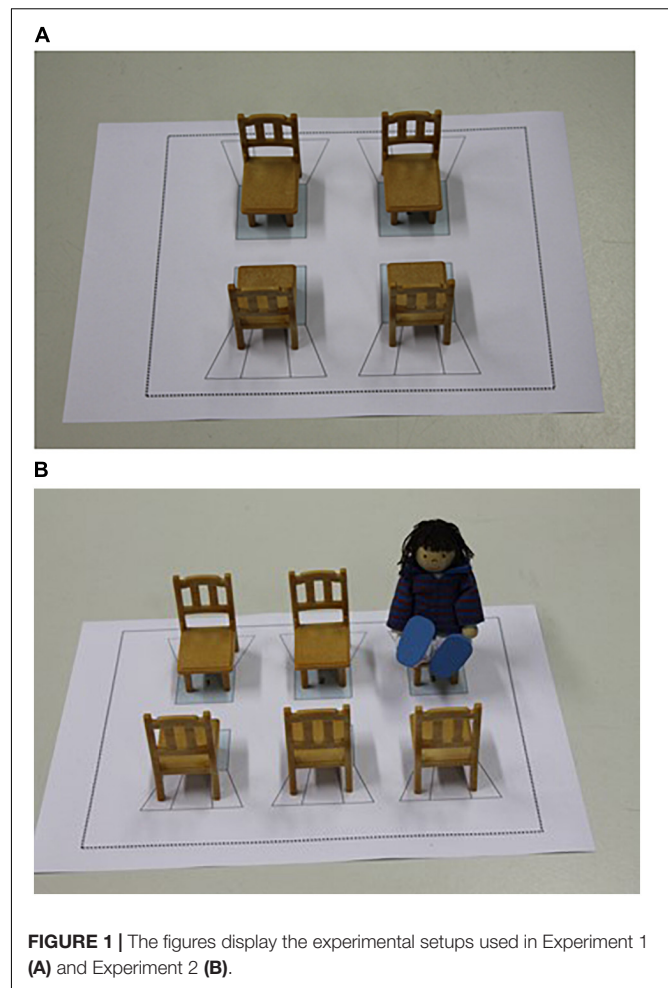 A
B
FIGURE 1 | The figures display the experimental setups used in Experiment 1
(A) and Experiment 2 (B).